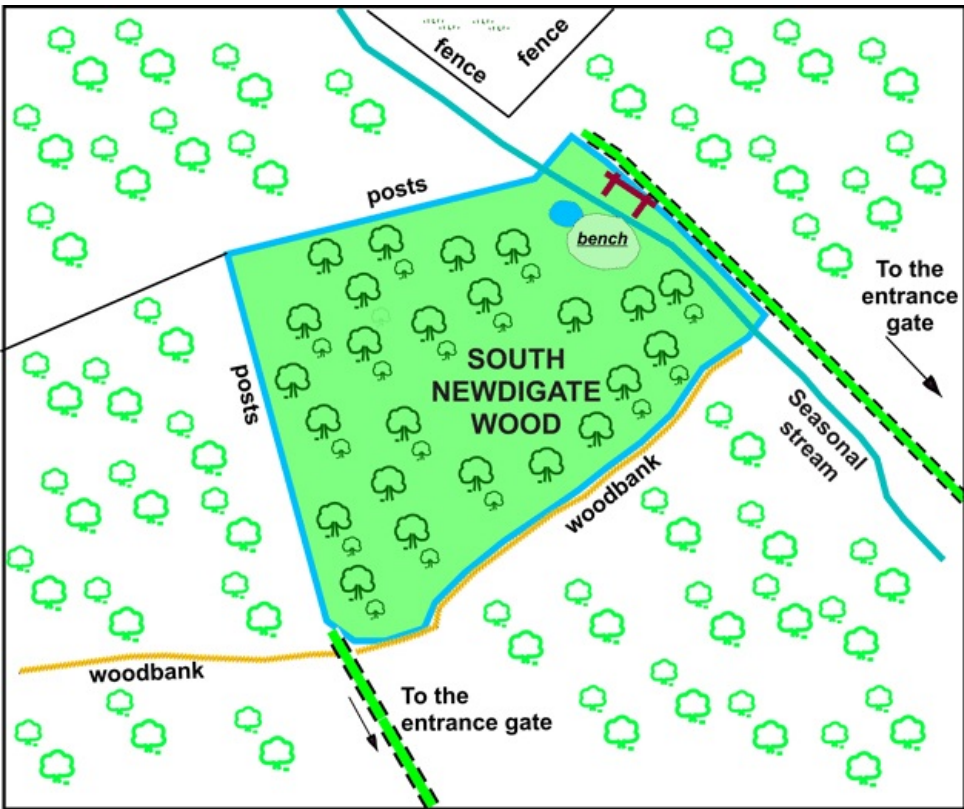 fence
fence
posts
bench
To the
entrance
gate
posts
SOUTH
NEWDIGATE
WOOD
Seasonal
stream
woodbank
woodbank
To the
entrance gate